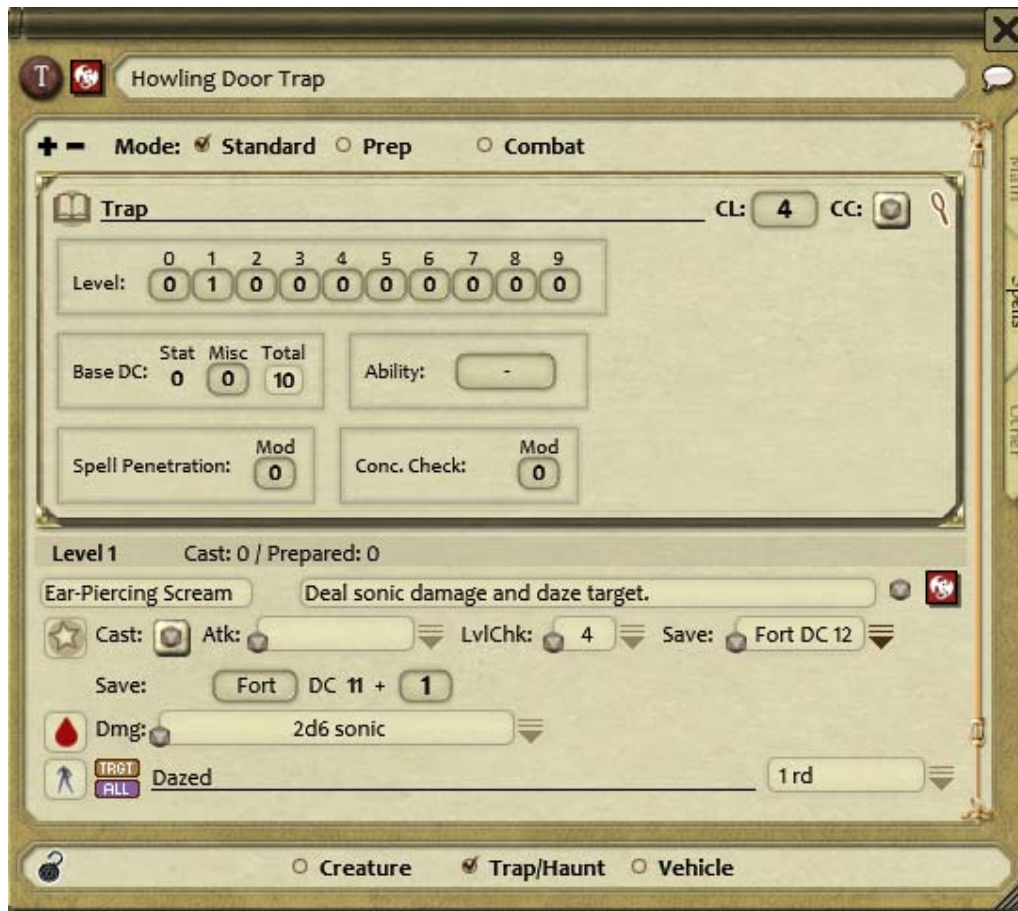 T Howling Door Trap
+ - Mode: Standard Prep Combat
Main
Trap CL: 4 CC:
0 1 2 3 4 5 6 7 8 9
Level: 0 1 0 0 0 0 0 0 0 0
Spells
Stat Misc Total
Base DC: 0 0 10 Ability: -
Other
Mod Mod
Spell Penetration: 0 Conc. Check: 0
Level 1 Cast: 0 / Prepared: 0
Ear-Piercing Scream Deal sonic damage and daze target.
Cast: Atk: LvlChk: 4 Save: Fort DC 12
Save: Fort DC 11 + 1
Dmg: 2d6 sonic
TRGT
ALL Dazed 1 rd
Creature Trap/Haunt Vehicle